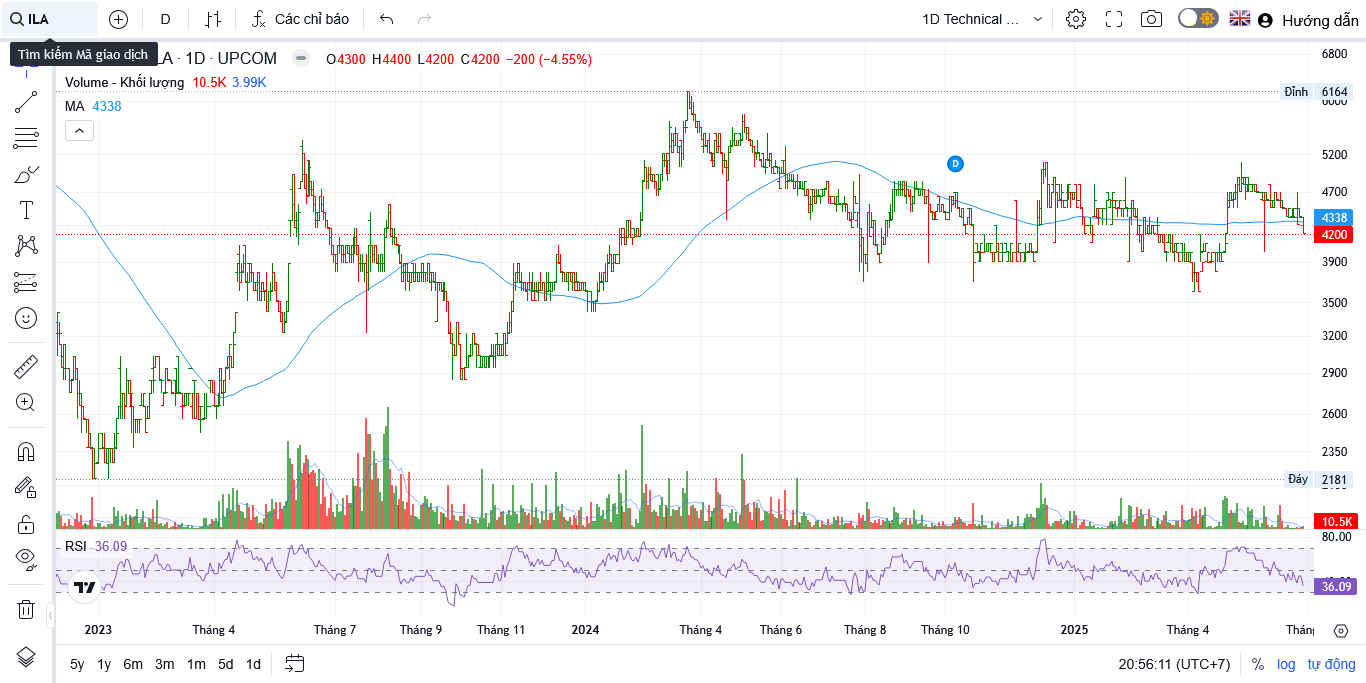 ILA D Các chỉ báo 1D Technical ... Hướng dẫn
Tìm kiếm Mã giao dịch
LA · 1D · UPCOM O4300 H4400 L4200 C4200 −200 (−4.55%)
Volume - Khối lượng 10.5K 3.99K
MA 4338
6800
Đỉnh 6164
6000
5200
D
4700
4338
4200
3900
3500
3200
2900
2600
2350
Đáy 2181
10.5K
RSI 36.09
80.00
36.09
2023 Tháng 4 Tháng 7 Tháng 9 Tháng 11 2024 Tháng 4 Tháng 6 Tháng 8 Tháng 10 2025 Tháng 4 Thán
5y 1y 6m 3m 1m 5d 1d 20:56:11 (UTC+7) % log tự động